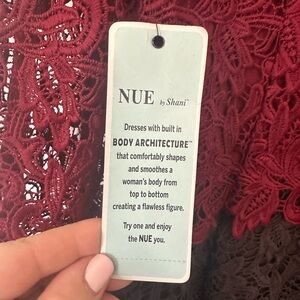 NUE by Shani™
Dresses with built in
BODY ARCHITECTURE™
that comfortably shapes
and smoothes a
woman's body from
top to bottom
creating a flawless figure.
Try one and enjoy
the NUE you.